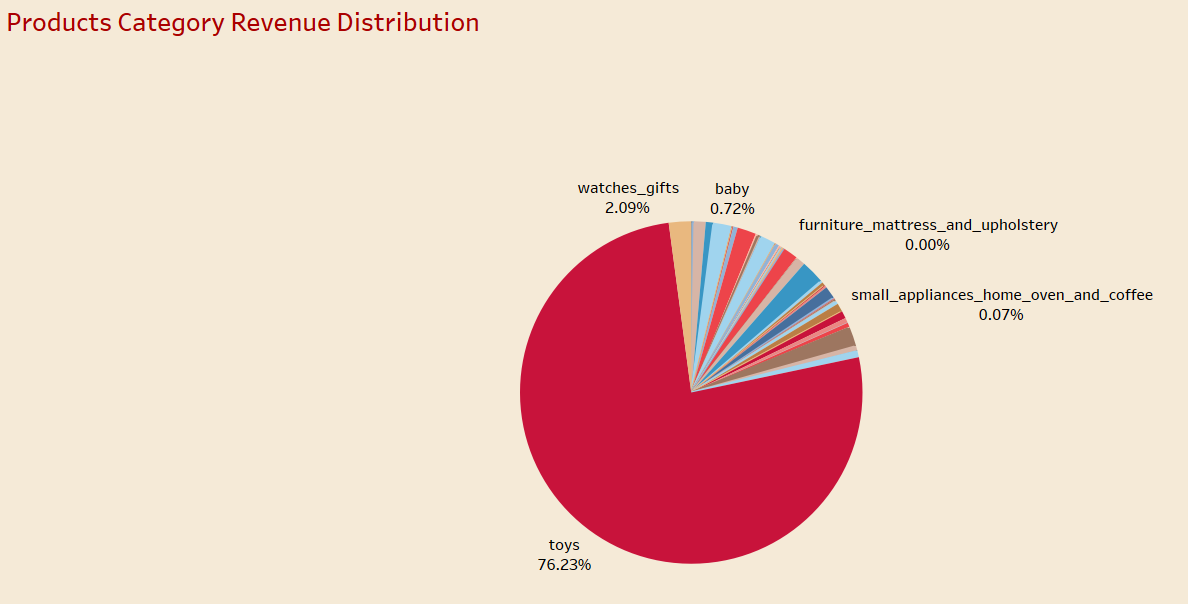 Products Category Revenue Distribution
watches_gifts
2.09%
baby
0.72%
furniture_mattress_and_upholstery
0.00%
small_appliances_home_oven_and_coffee
0.07%
toys
76.23%